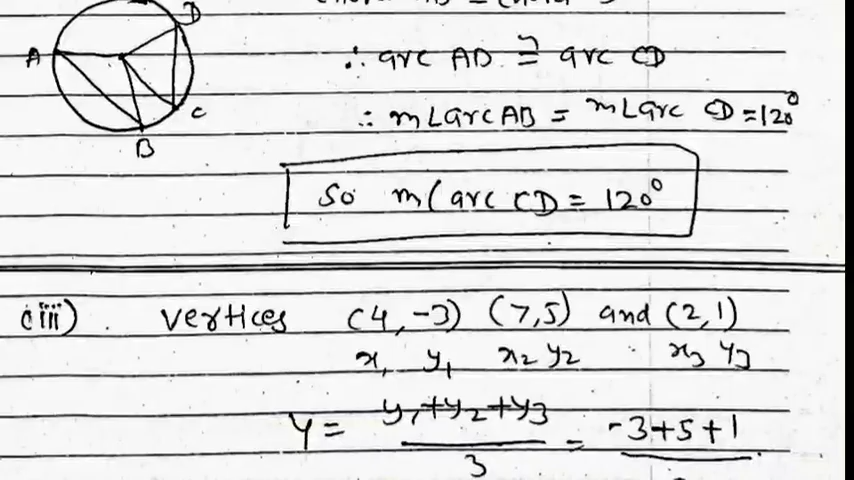 D
A
∴ arc AD ≅ arc CD
C
∴ m∠arc AB = m∠arc CD = 120°
B
So m(arc CD = 120°
(iii) vertices (4,-3) (7,5) and (2,1)
x₁ y₁ x₂ y₂ x₃ y₃
Y = y₁+y₂+y₃ / 3 = -3+5+1